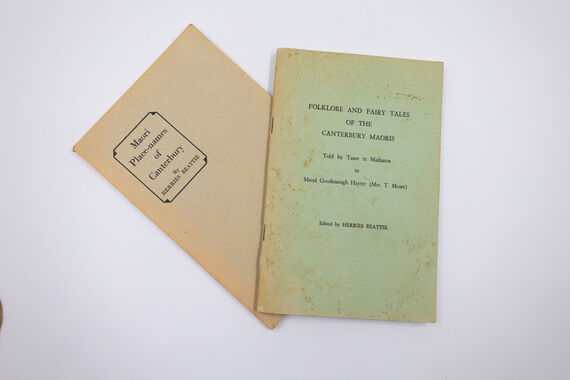 Maori
Place-names
of
Canterbury
By
HERRIES BEATTIE
FOLKLORE AND FAIRY TALES
OF THE
CANTERBURY MAORIS
Told by Taare te Maiharoa
to
Maud Goodenough Hayter (Mrs. T. Moses)
Edited by HERRIES BEATTIE.